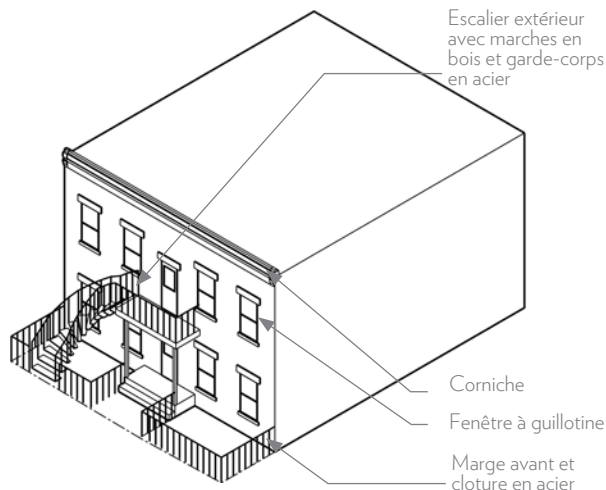 Escalier extérieur
avec marches en
bois et garde-corps
en acier
Corniche
Fenêtre à guillotine
Marge avant et
cloture en acier